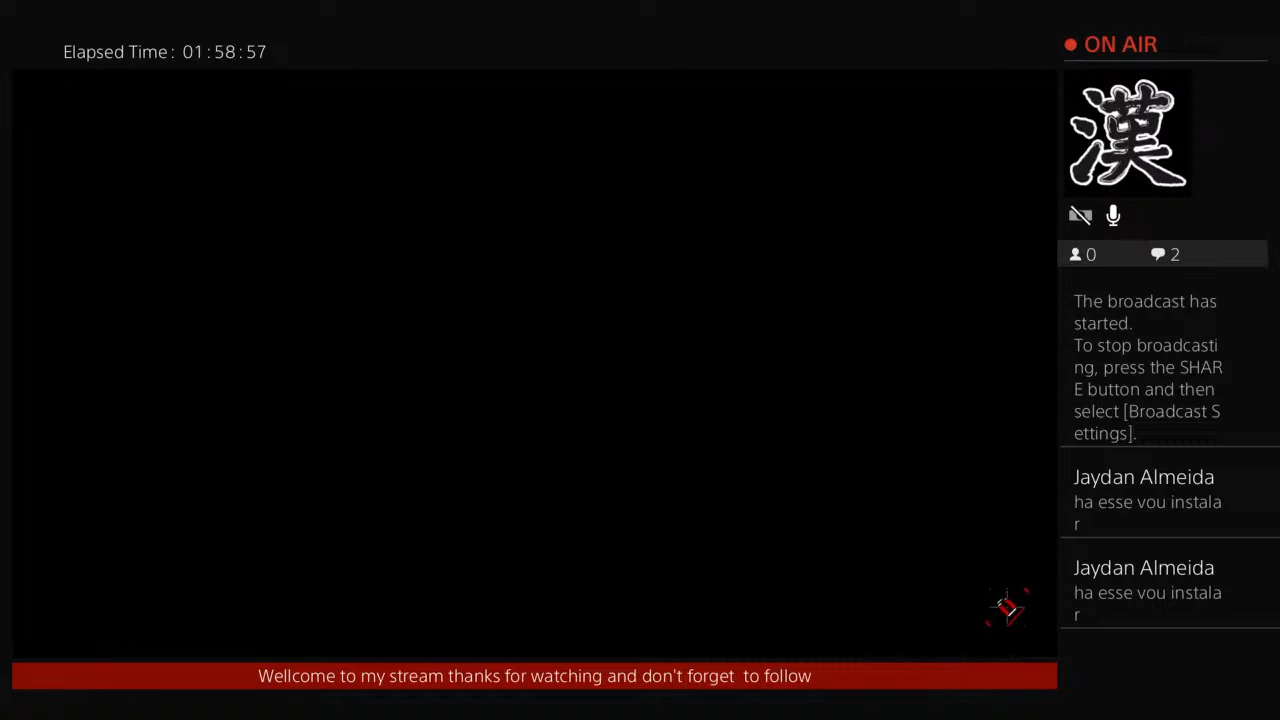 Elapsed Time: 01:58:57
ON AIR
漢
0 2
The broadcast has
started.
To stop broadcasti
ng, press the SHAR
E button and then
select [Broadcast S
ettings].
Jaydan Almeida
ha esse vou instala
r
Jaydan Almeida
ha esse vou instala
r
Wellcome to my stream thanks for watching and don't forget  to follow